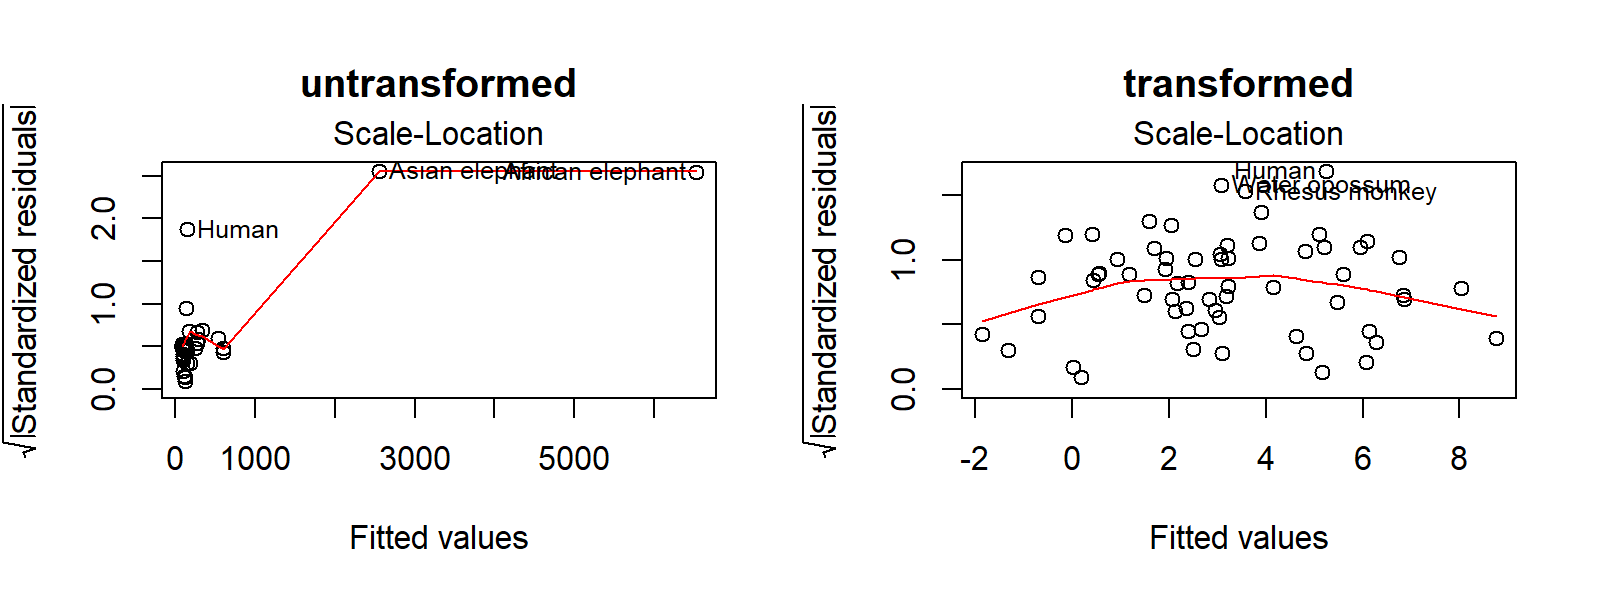 untransformed
Scale-Location
√|Standardized residuals|
0.0 1.0 2.0
Asian elephant
African elephant
Human
0 1000 3000 5000
Fitted values
transformed
Scale-Location
√|Standardized residuals|
0.0 1.0
Human
Water opossum
Rhesus monkey
-2 0 2 4 6 8
Fitted values